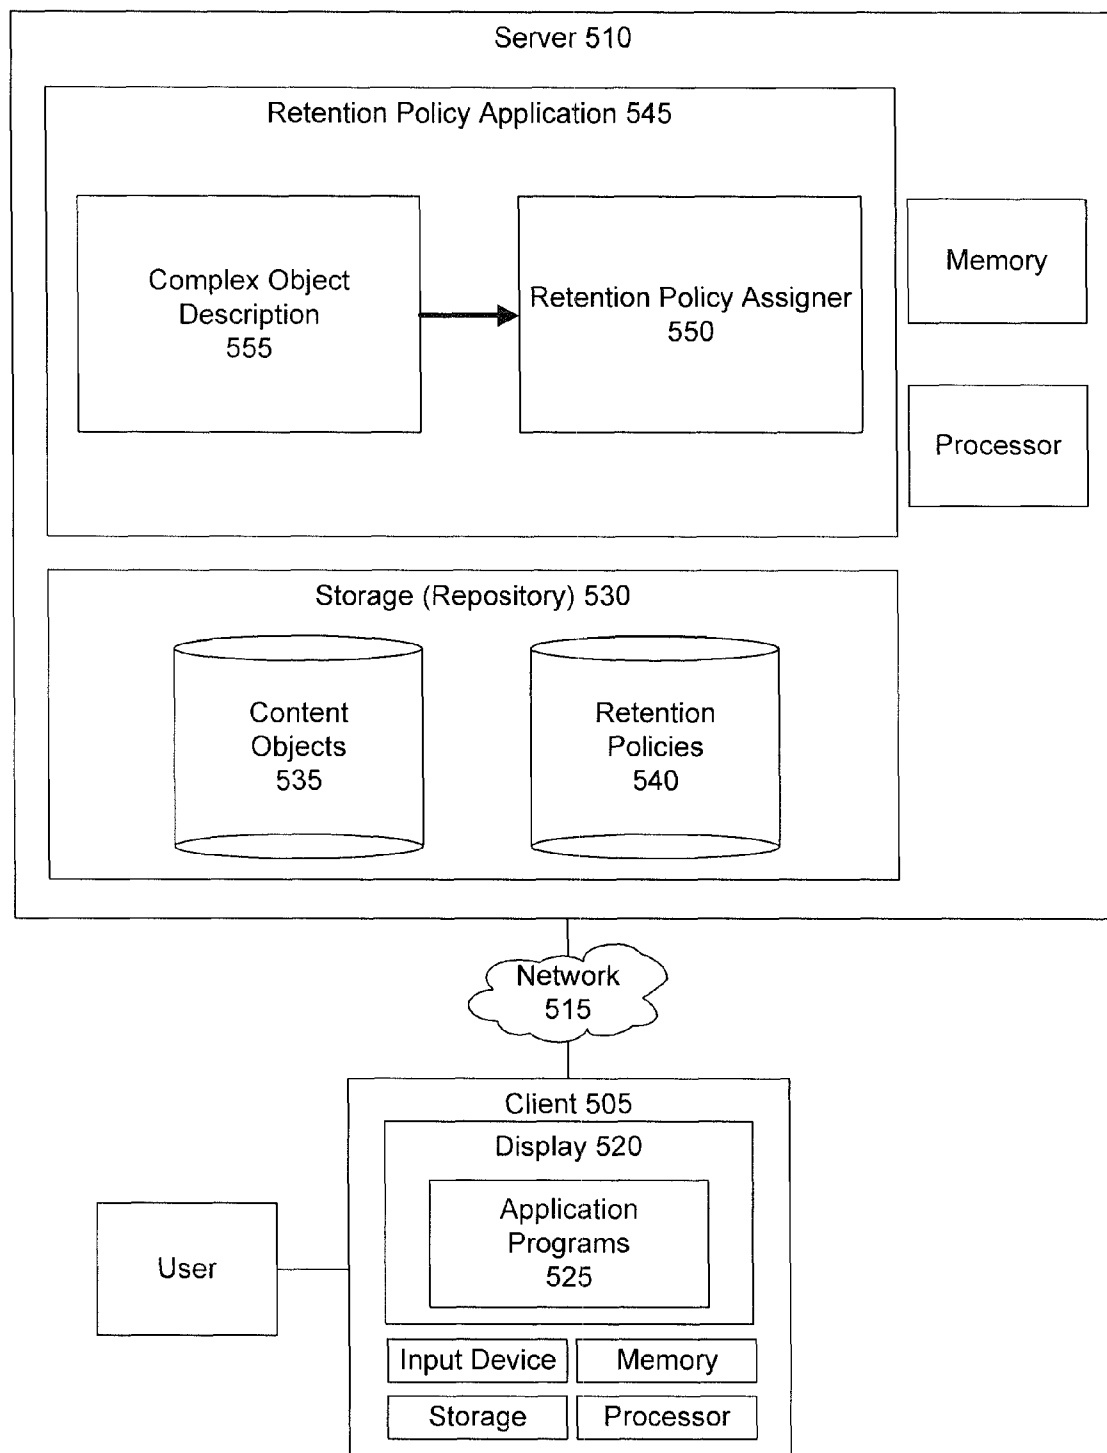 Server 510
Retention Policy Application 545
Complex Object
Description
555
Retention Policy Assigner
550
Memory
Processor
Storage (Repository) 530
Content
Objects
535
Retention
Policies
540
Network
515
Client 505
Display 520
Application
Programs
525
User
Input Device
Memory
Storage
Processor